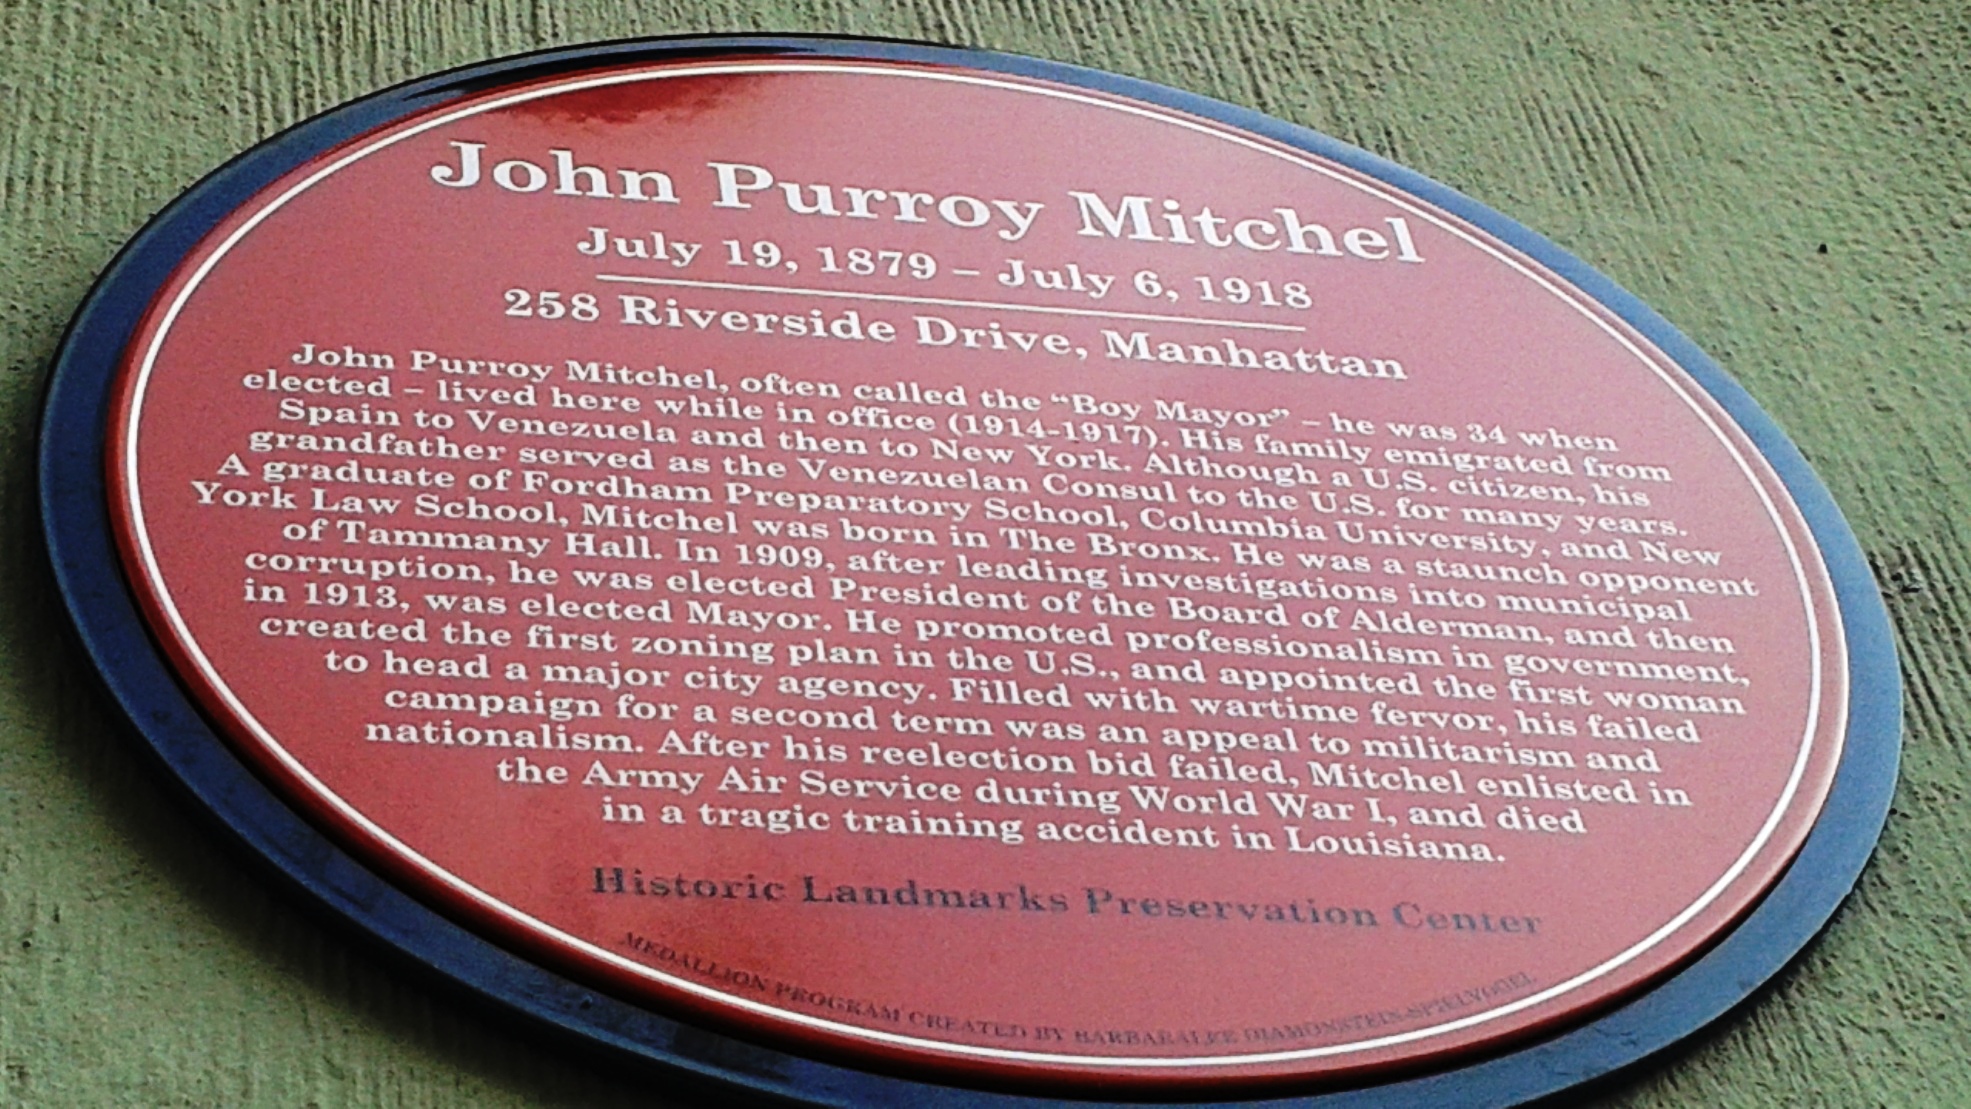 John Purroy Mitchel
July 19, 1879 – July 6, 1918
258 Riverside Drive, Manhattan
John Purroy Mitchel, often called the “Boy Mayor” – he was 34 when
elected – lived here while in office (1914-1917). His family emigrated from
Spain to Venezuela and then to New York. Although a U.S. citizen, his
grandfather served as the Venezuelan Consul to the U.S. for many years.
A graduate of Fordham Preparatory School, Columbia University, and New
York Law School, Mitchel was born in The Bronx. He was a staunch opponent
of Tammany Hall. In 1909, after leading investigations into municipal
corruption, he was elected President of the Board of Alderman, and then
in 1913, was elected Mayor. He promoted professionalism in government,
created the first zoning plan in the U.S., and appointed the first woman
to head a major city agency. Filled with wartime fervor, his failed
campaign for a second term was an appeal to militarism and
nationalism. After his reelection bid failed, Mitchel enlisted in
the Army Air Service during World War I, and died
in a tragic training accident in Louisiana.
Historic Landmarks Preservation Center
MEDALLION PROGRAM CREATED BY BARBARALEE DIAMONSTEIN-SPIELVOGEL